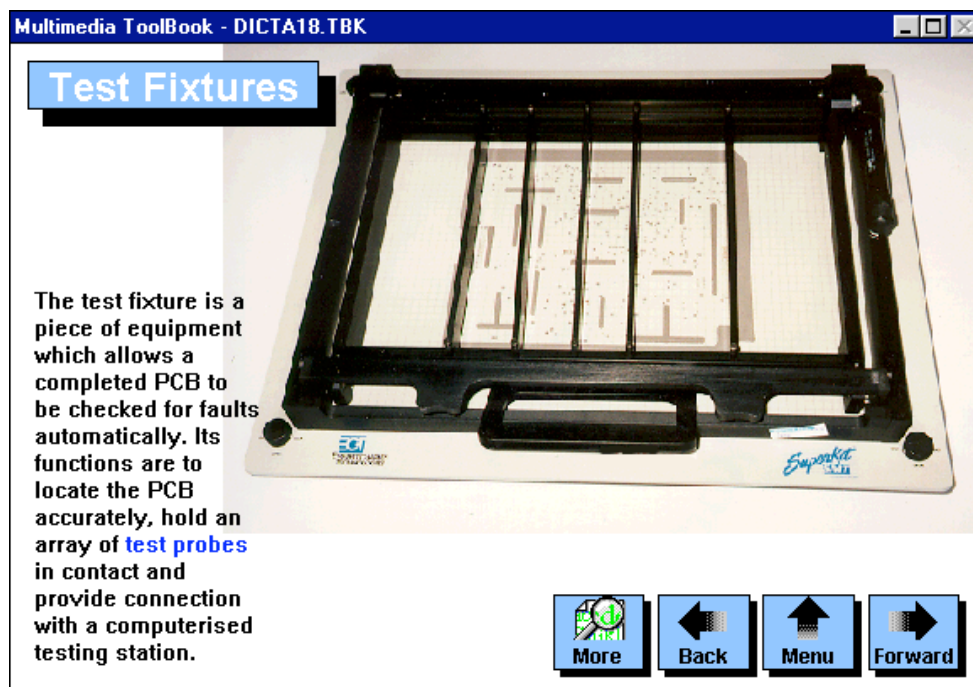 Multimedia ToolBook - DICTA18.TBK
Test Fixtures
The test fixture is a
piece of equipment
which allows a
completed PCB to
be checked for faults
automatically. Its
functions are to
locate the PCB
accurately, hold an
array of test probes
in contact and
provide connection
with a computerised
testing station.
ECT
Superkit
More
Back
Menu
Forward